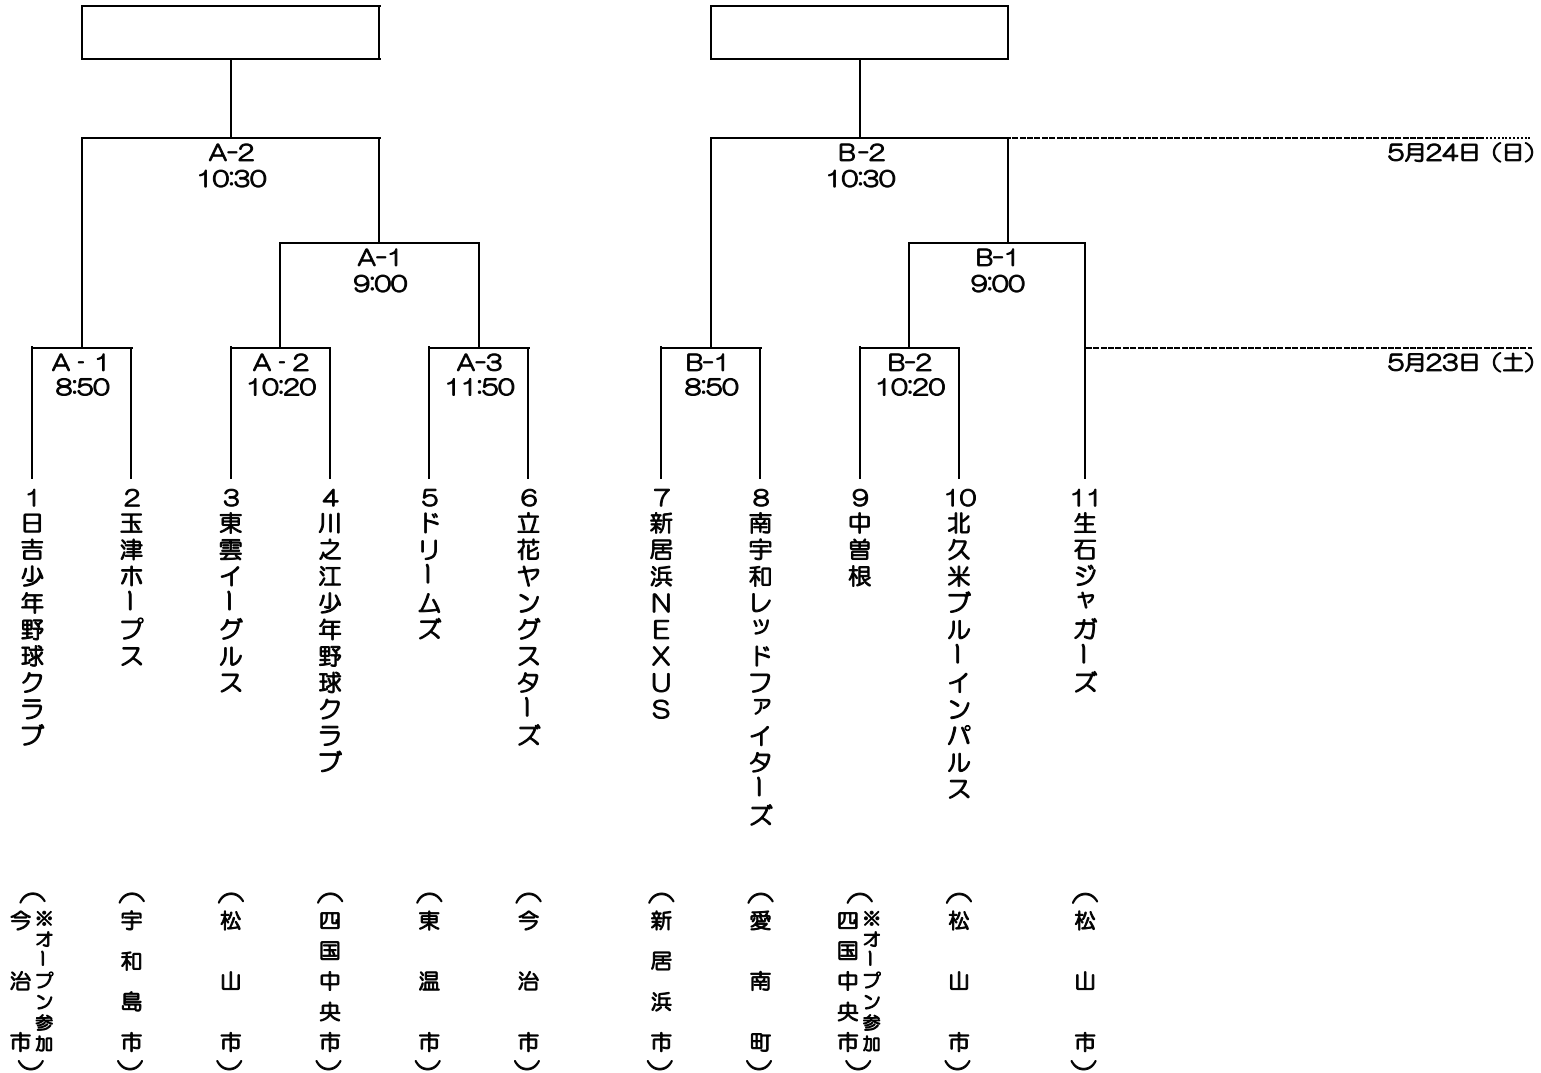 A-2
10:30
B-2
10:30
5月24日（日）
A-1
9:00
B-1
9:00
A - 1
8:50
A - 2
10:20
A-3
11:50
B-1
8:50
B-2
10:20
5月23日（土）
1
日吉少年野球クラブ
2
玉津ホープス
3
東雲イーグルス
4
川之江少年野球クラブ
5
ドリームズ
6
立花ヤングスターズ
7
新居浜NEXUS
8
南宇和レッドファイターズ
9
中曽根
10
北久米ブルーインパルス
11
生石ジャガーズ
（※オープン参加
今治市）
（宇和島市）
（松山市）
（四国中央市）
（東温市）
（今治市）
（新居浜市）
（愛南町）
（※オープン参加
四国中央市）
（松山市）
（松山市）